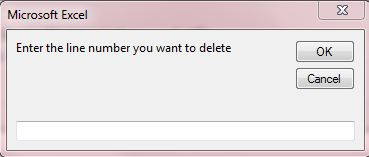 Microsoft Excel
Enter the line number you want to delete
OK
Cancel